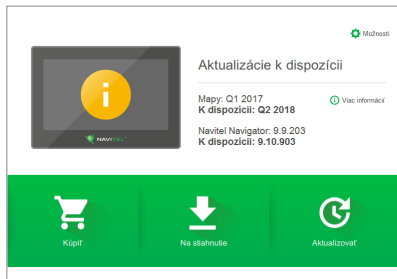 Možnosti
Aktualizácie k dispozícii
Mapy: Q1 2017
Viac informácií
K dispozícii: Q2 2018
Navitel Navigator: 9.9.203
K dispozícii: 9.10.903
NAVITEL
Kúpiť
Na stiahnutie
Aktualizovať